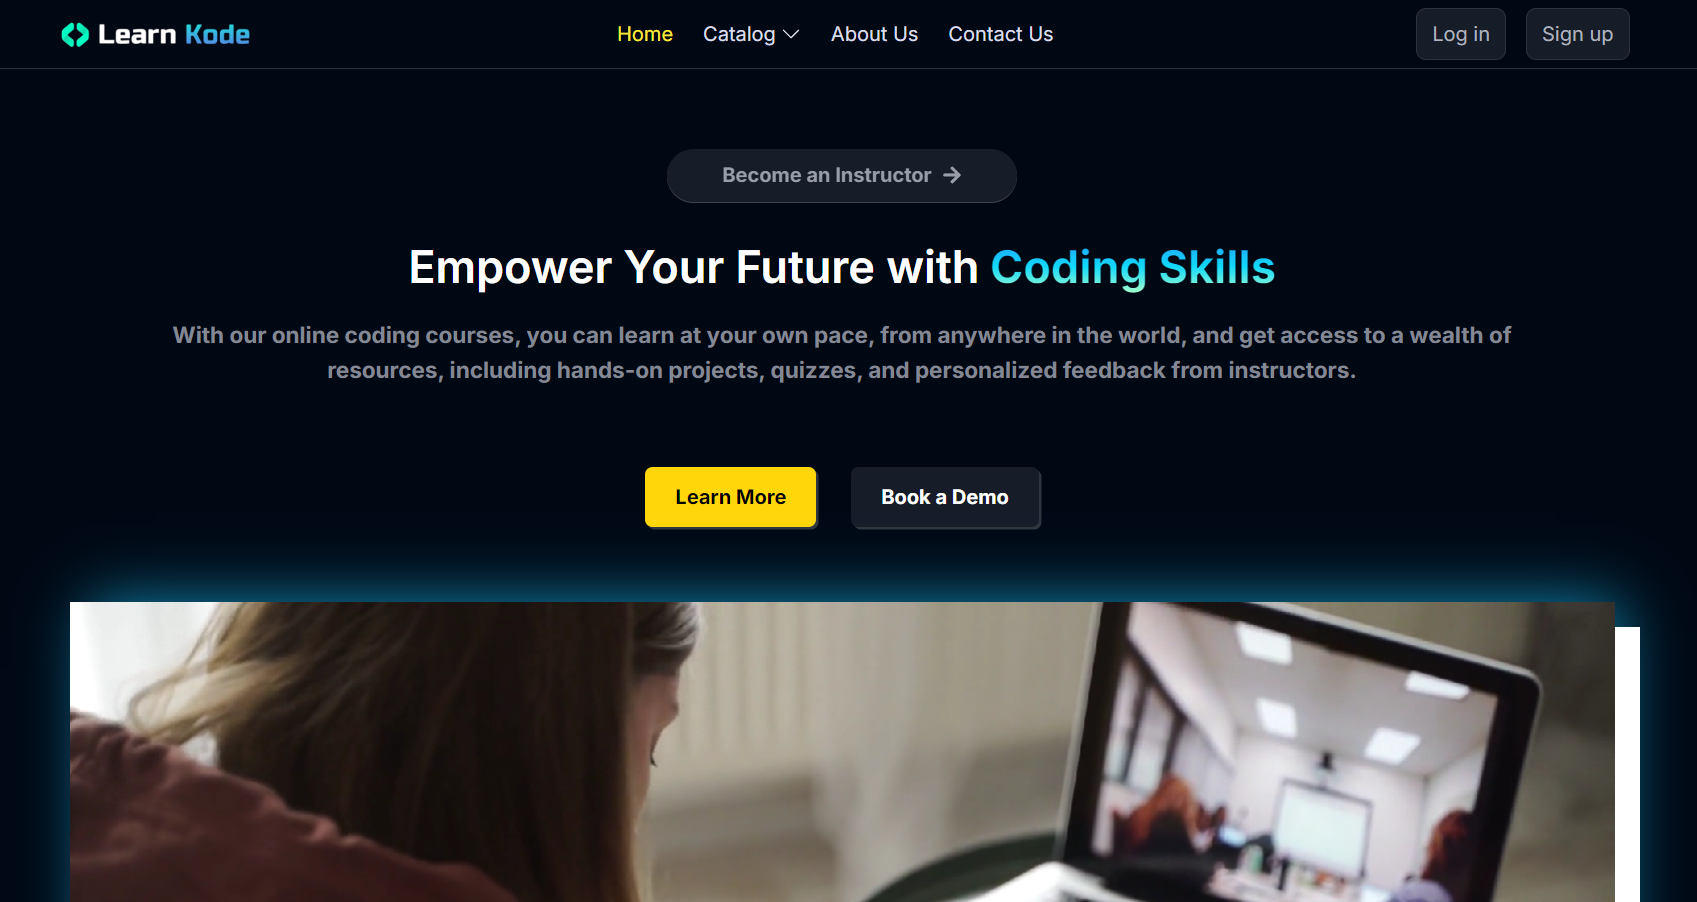 Learn Kode
Home
Catalog
About Us
Contact Us
Log in
Sign up
Become an Instructor
Empower Your Future with Coding Skills
With our online coding courses, you can learn at your own pace, from anywhere in the world, and get access to a wealth of
resources, including hands-on projects, quizzes, and personalized feedback from instructors.
Learn More
Book a Demo